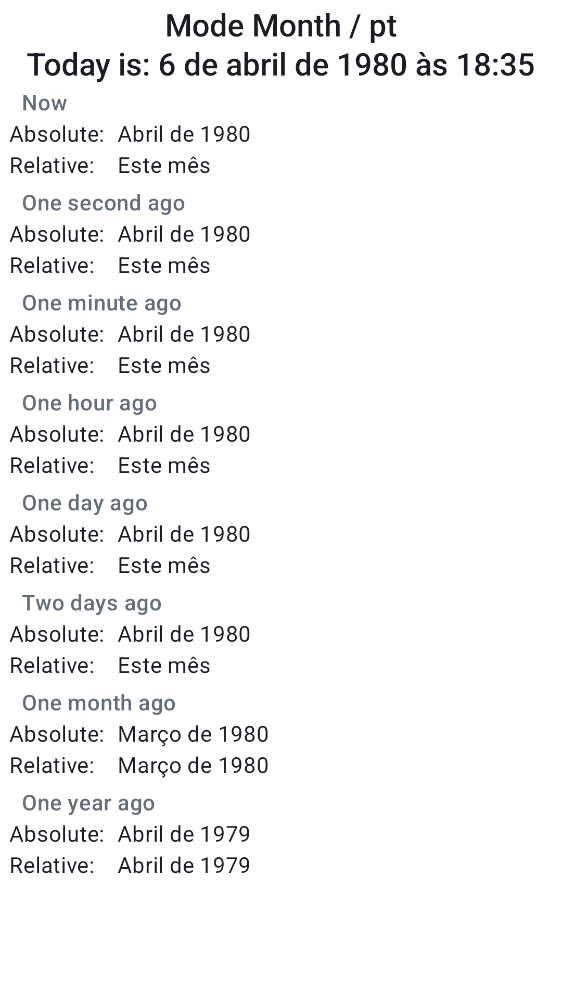 Mode Month / pt
Today is: 6 de abril de 1980 às 18:35
Now
Absolute: Abril de 1980
Relative: Este mês
One second ago
Absolute: Abril de 1980
Relative: Este mês
One minute ago
Absolute: Abril de 1980
Relative: Este mês
One hour ago
Absolute: Abril de 1980
Relative: Este mês
One day ago
Absolute: Abril de 1980
Relative: Este mês
Two days ago
Absolute: Abril de 1980
Relative: Este mês
One month ago
Absolute: Março de 1980
Relative: Março de 1980
One year ago
Absolute: Abril de 1979
Relative: Abril de 1979